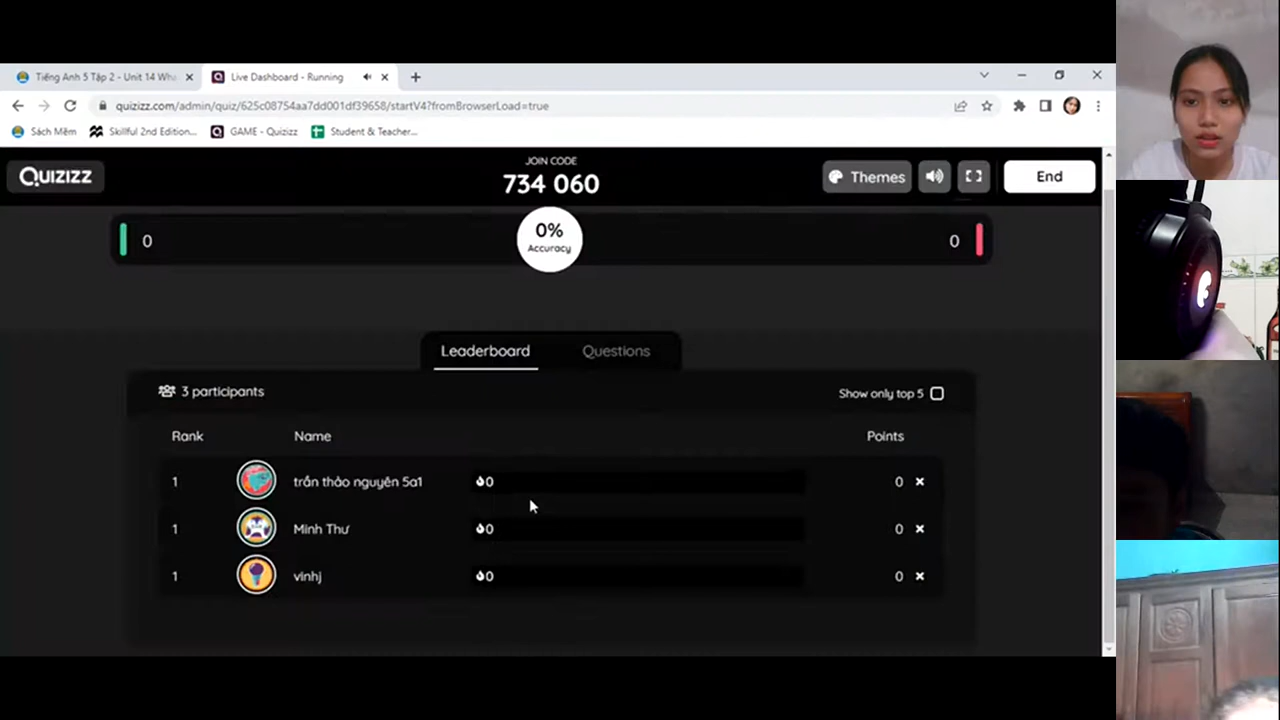 Tiếng Anh 5 Tập 2 - Unit 14 Wha
Live Dashboard - Running
quizizz.com/admin/quiz/625c08754aa7dd001df39658/startV4?fromBrowserLoad=true
Sách Mềm
Skillful 2nd Edition...
GAME - Quizizz
Student & Teacher...
Quizizz
JOIN CODE
734 060
Themes
End
0
0%
Accuracy
0
Leaderboard
Questions
3 participants
Show only top 5
Rank Name Points
1 trần thảo nguyên 5a1 0 0
1 Minh Thư 0 0
1 vinhj 0 0